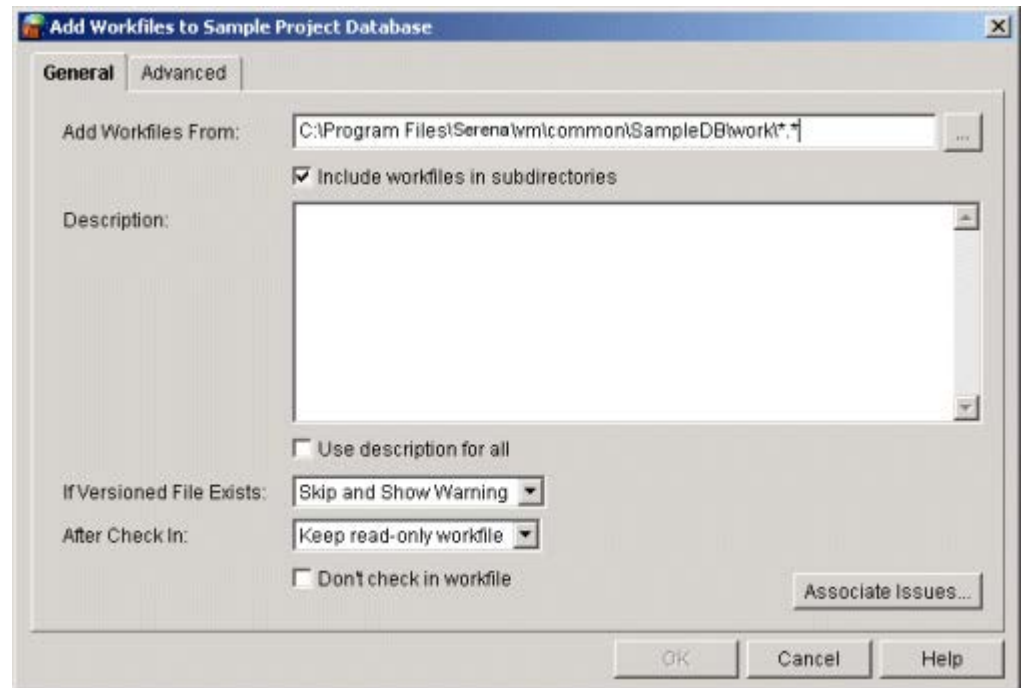 Add Workfiles to Sample Project Database
General Advanced
Add Workfiles From: C:\Program Files\Serena\vm\common\SampleDB\work\*.* ...
Include workfiles in subdirectories
Description:
Use description for all
If Versioned File Exists: Skip and Show Warning
After Check In: Keep read-only workfile
Don't check in workfile
Associate Issues...
OK Cancel Help